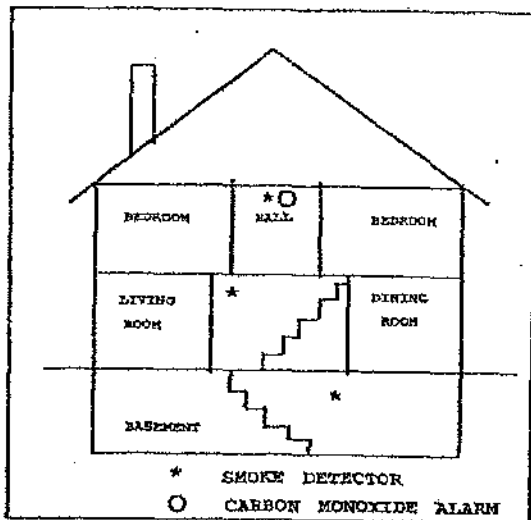 BEDROOM
* O
HALL
BEDROOM
LIVING
ROOM
*
DINING
ROOM
*
BASEMENT
* SMOKE DETECTOR
O CARBON MONOXIDE ALARM